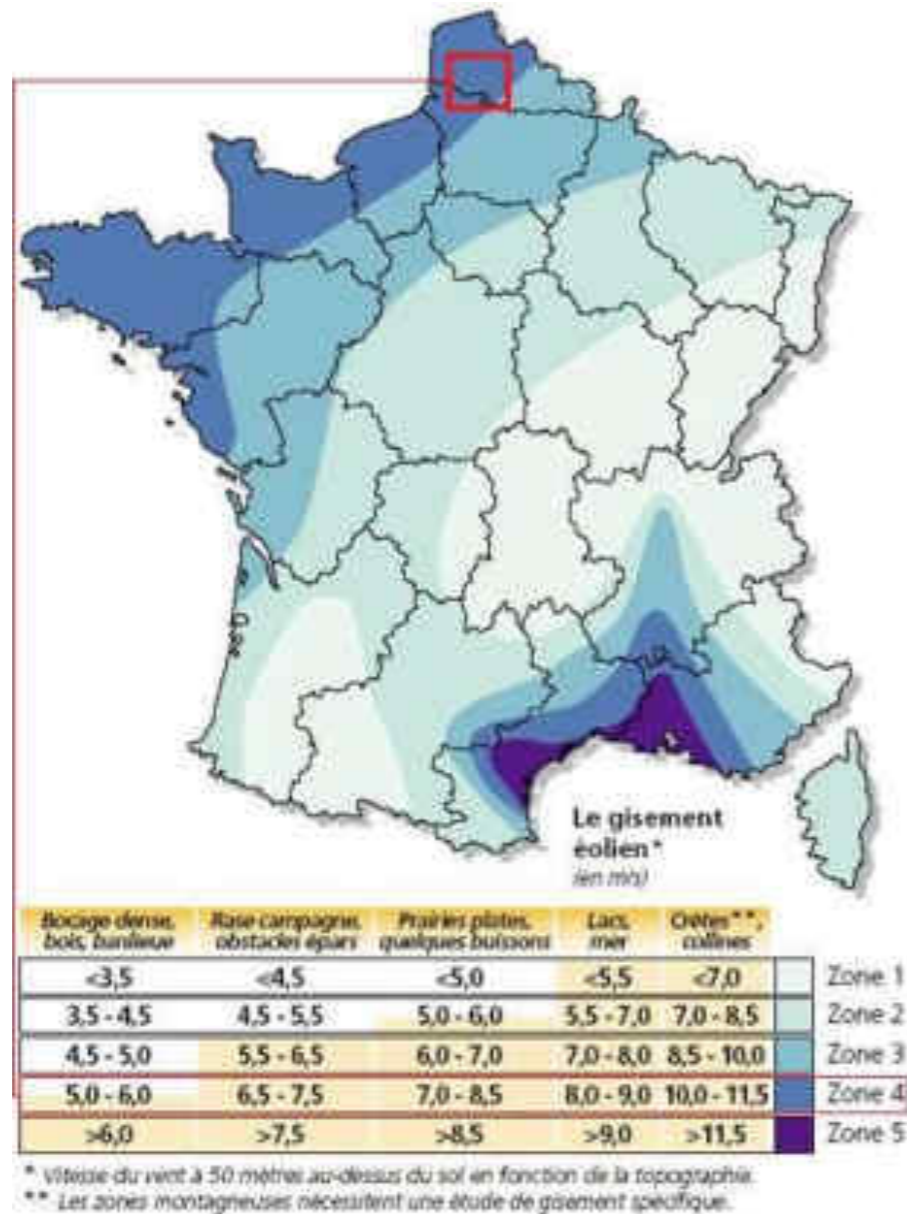 Le gisement
éolien*
(en m/s)
Bocage dense, bois, banlieue Rase campagne, obstacles épars Prairies plates, quelques buissons Lacs, mer Crêtes**, collines
<3,5 <4,5 <5,0 <5,5 <7,0 Zone 1
3,5 - 4,5 4,5 - 5,5 5,0 - 6,0 5,5 - 7,0 7,0 - 8,5 Zone 2
4,5 - 5,0 5,5 - 6,5 6,0 - 7,0 7,0 - 8,0 8,5 - 10,0 Zone 3
5,0 - 6,0 6,5 - 7,5 7,0 - 8,5 8,0 - 9,0 10,0 - 11,5 Zone 4
>6,0 >7,5 >8,5 >9,0 >11,5 Zone 5
* Vitesse du vent à 50 mètres au-dessus du sol en fonction de la topographie.
** Les zones montagneuses nécessitent une étude de gisement spécifique.